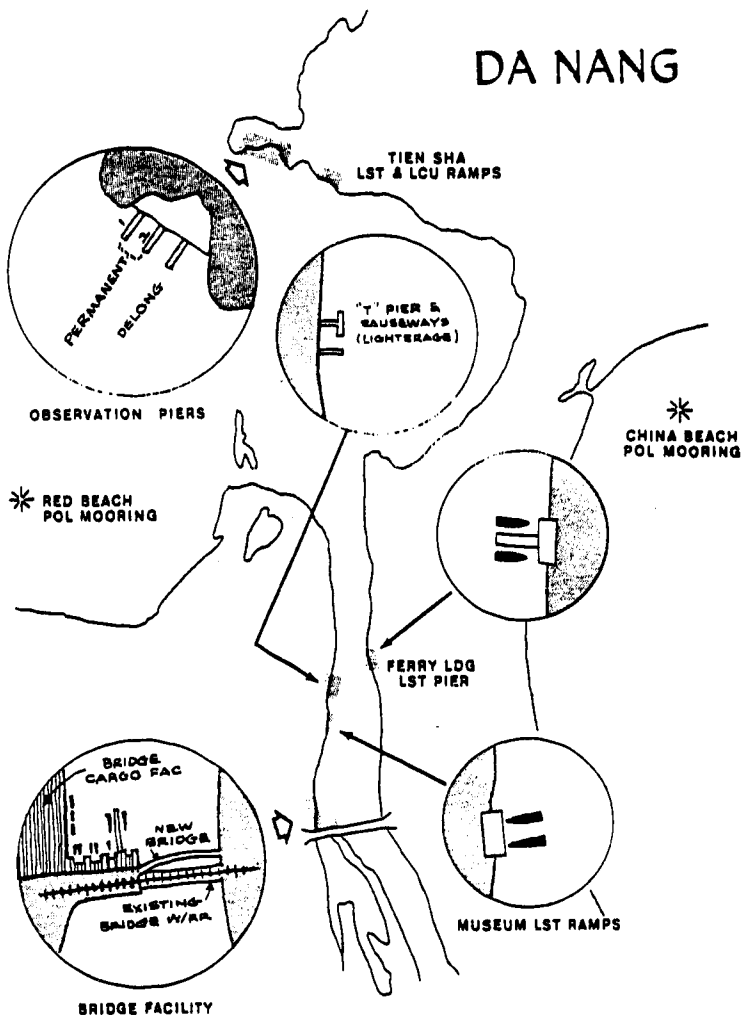 DA NANG
TIEN SHA
LST & LCU RAMPS
PERMANENT
1
2
DELONG
OBSERVATION PIERS
"T" PIER &
CAUSEWAYS
(LIGHTERAGE)
CHINA BEACH
POL MOORING
RED BEACH
POL MOORING
FERRY LDG
LST PIER
BRIDGE
CARGO FAC
NEW
BRIDGE
EXISTING
BRIDGE W/RR
BRIDGE FACILITY
MUSEUM LST RAMPS